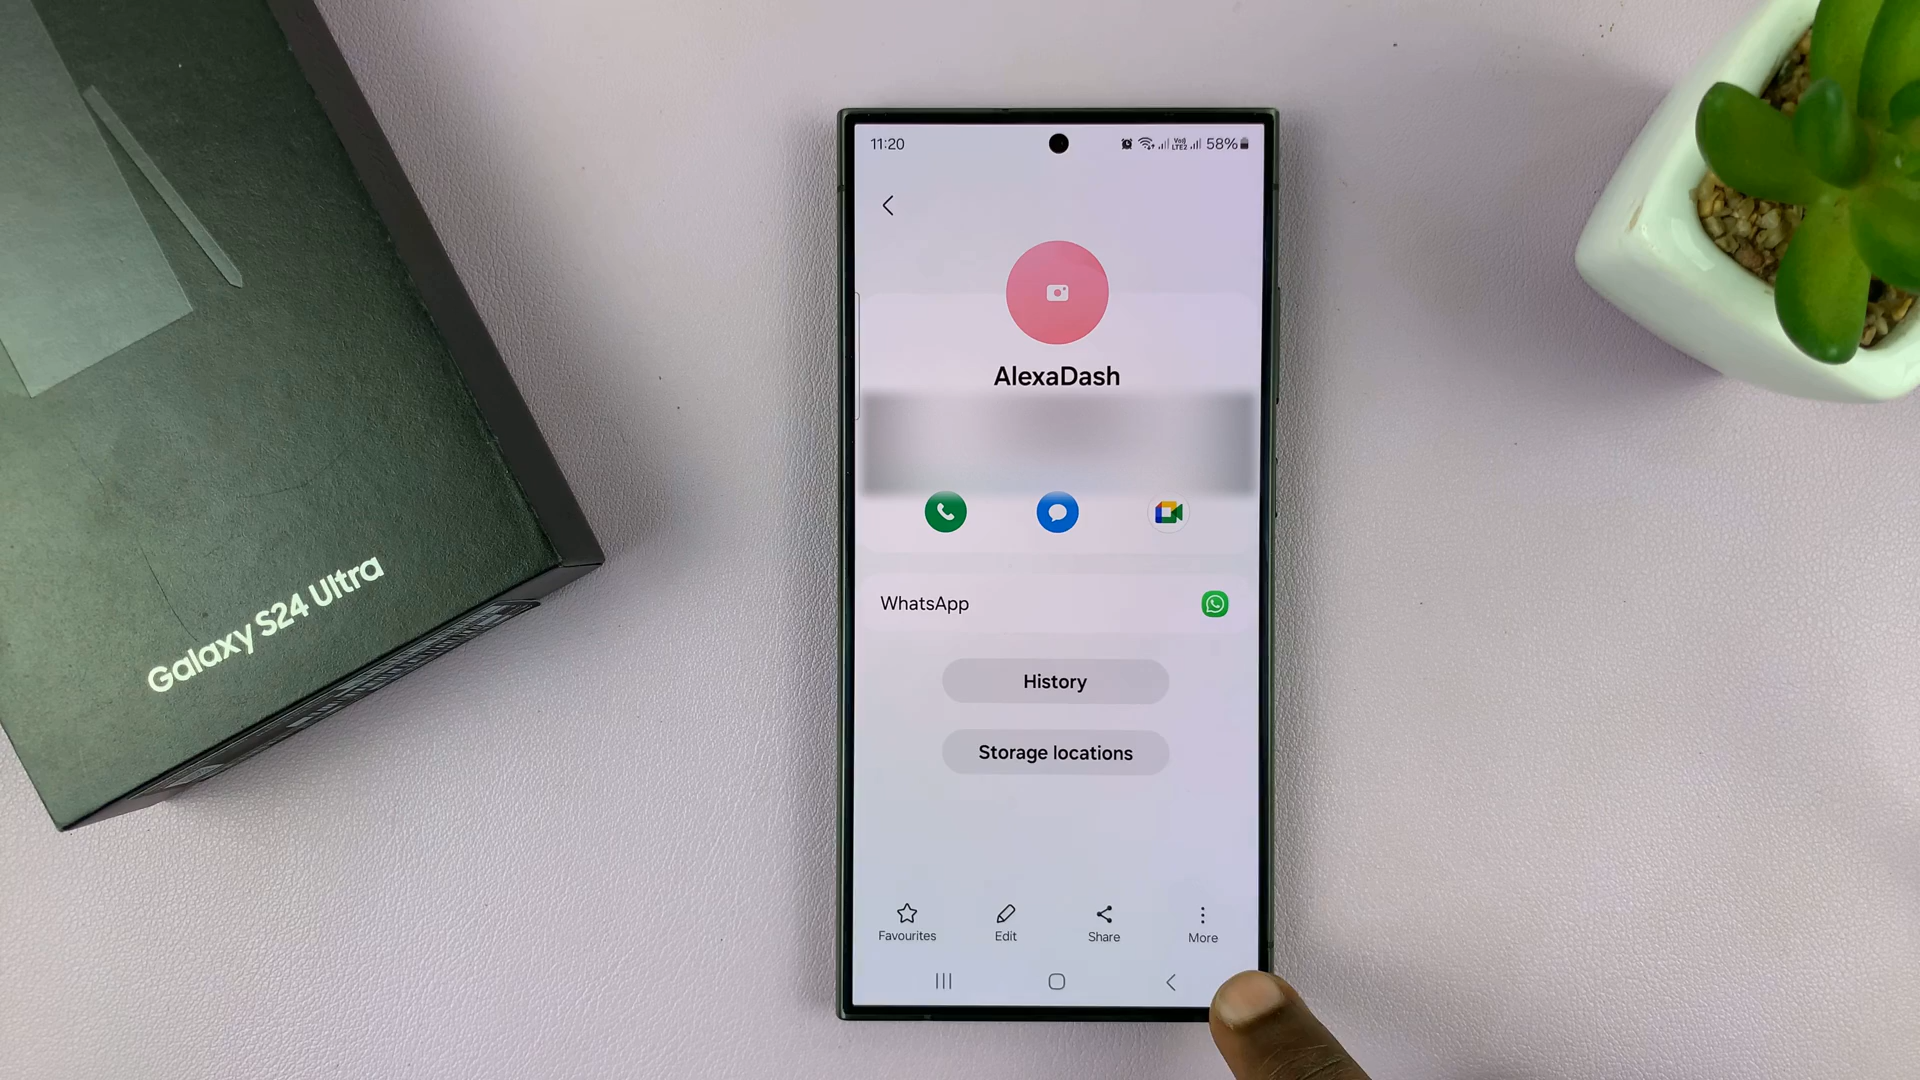 Galaxy S24 Ultra
11:20
58%
AlexaDash
WhatsApp
History
Storage locations
Favourites
Edit
Share
More